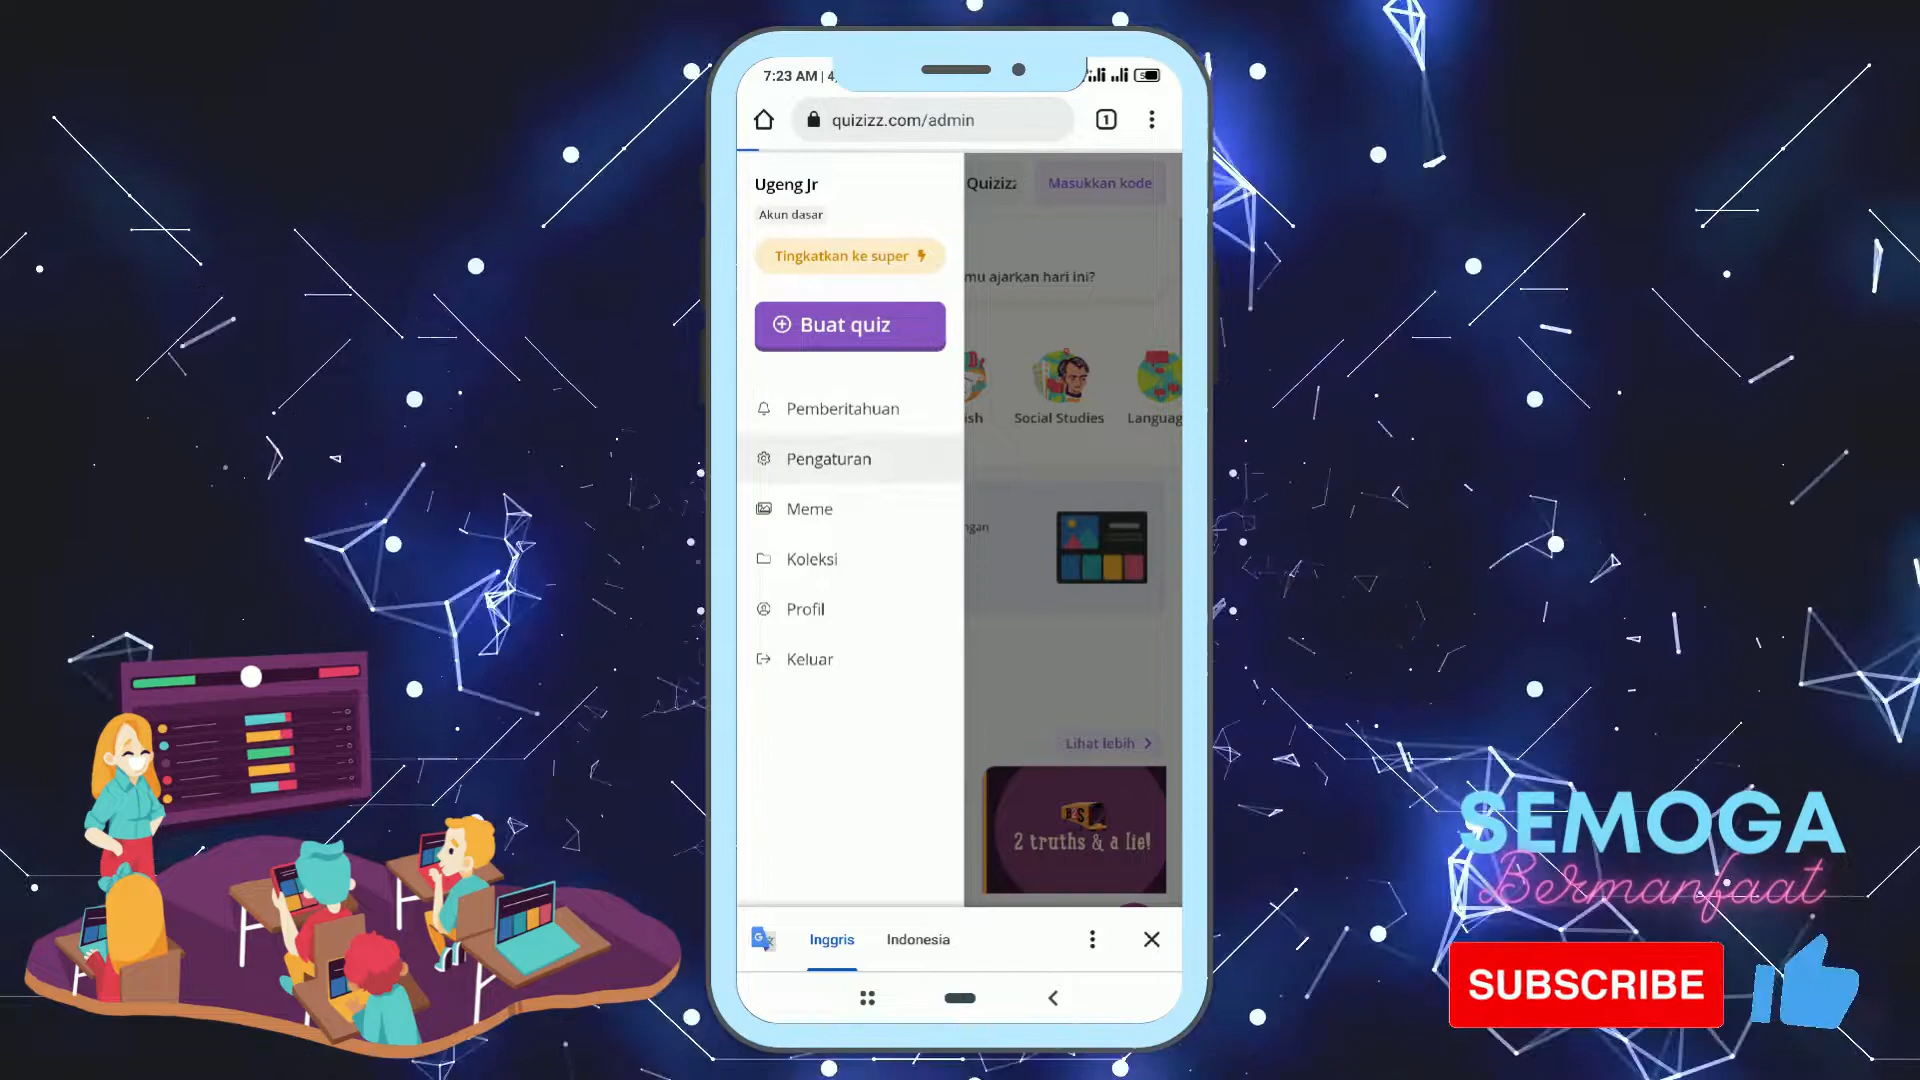 7:23 AM | 4
quizizz.com/admin
1
Ugeng Jr
Akun dasar
Tingkatkan ke super
Buat quiz
Pemberitahuan
Pengaturan
Meme
Koleksi
Profil
Keluar
Quizizz
Masukkan kode
mu ajarkan hari ini?
ish
Social Studies
Languag
ngan
Lihat lebih
2 truths & a lie!
Inggris
Indonesia
SEMOGA
Bermanfaat
SUBSCRIBE